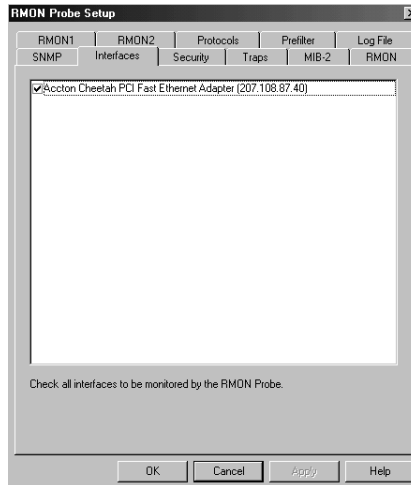 RMON Probe Setup
RMON1 RMON2 Protocols Prefilter Log File
SNMP Interfaces Security Traps MIB-2 RMON
Accton Cheetah PCI Fast Ethernet Adapter (207.108.87.40)
Check all interfaces to be monitored by the RMON Probe.
OK Cancel Apply Help